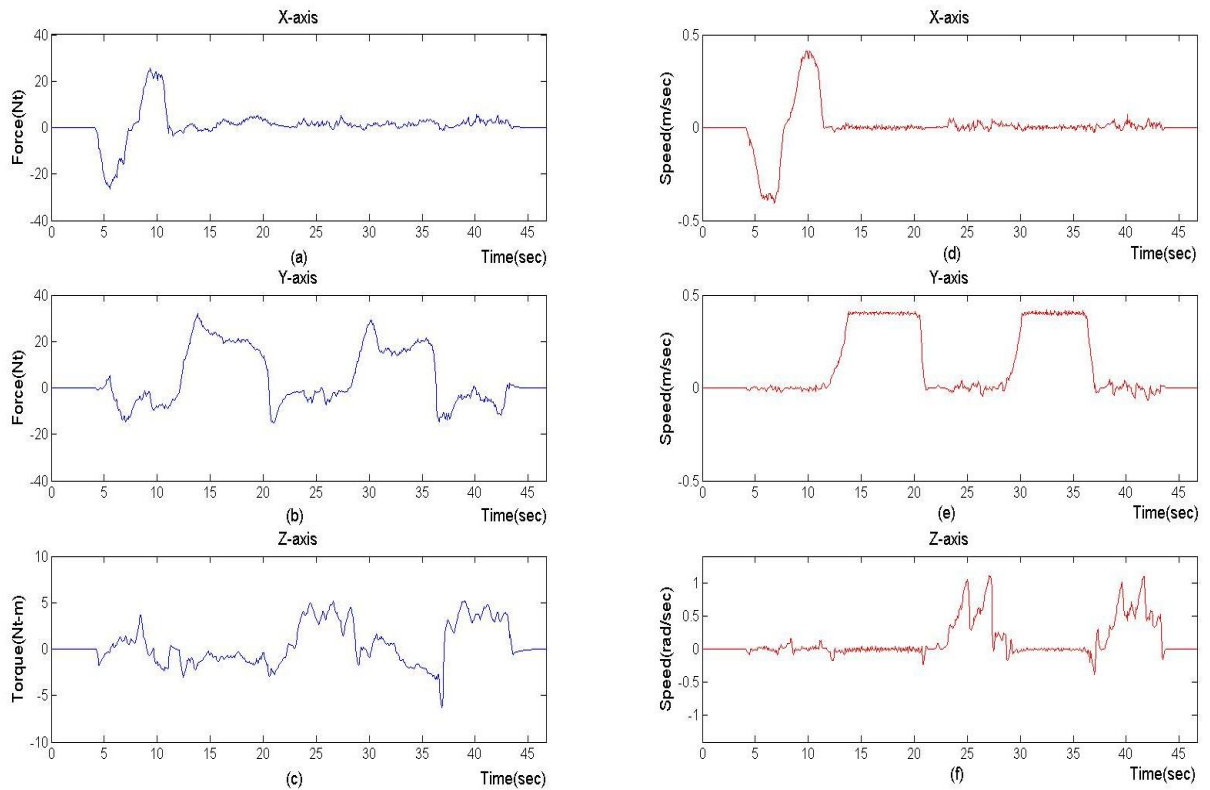 X-axis
40
20
0
-20
-40
Force(Nt)
0 5 10 15 20 25 30 35 40 45
(a)
Time(sec)
Y-axis
40
20
0
-20
-40
Force(Nt)
0 5 10 15 20 25 30 35 40 45
(b)
Time(sec)
Z-axis
10
5
0
-5
-10
Torque(Nt-m)
0 5 10 15 20 25 30 35 40 45
(c)
Time(sec)
X-axis
0.5
0
-0.5
Speed(m/sec)
0 5 10 15 20 25 30 35 40 45
(d)
Time(sec)
Y-axis
0.5
0
-0.5
Speed(m/sec)
0 5 10 15 20 25 30 35 40 45
(e)
Time(sec)
Z-axis
1
0.5
0
-0.5
-1
Speed(rad/sec)
0 5 10 15 20 25 30 35 40 45
(f)
Time(sec)